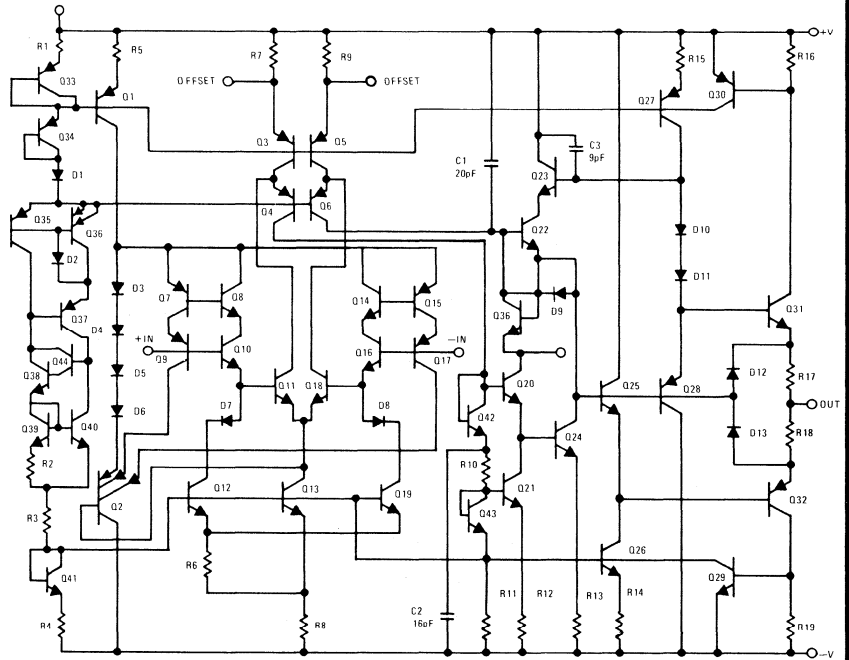 +V
R1
R5
R7
R9
R15
R16
OFFSET
OFFSET
Q33
Q1
Q27
Q30
Q34
Q3
Q5
C1
20pF
C3
9pF
Q23
D1
Q4
Q6
Q35
Q36
Q22
D10
D2
D3
Q7
Q8
Q14
Q15
D11
D9
Q37
D4
Q36
Q31
+IN
-IN
Q9
Q10
Q16
Q17
Q44
Q38
D5
Q11
Q18
Q20
Q25
Q28
D12
R17
D6
D7
D8
Q42
OUT
Q39
Q40
Q24
D13
R18
R2
R10
Q2
Q12
Q13
Q19
Q21
Q32
R3
Q43
Q26
R6
Q29
Q41
R11
R12
R13
R14
C2
16pF
R4
R8
R19
-V